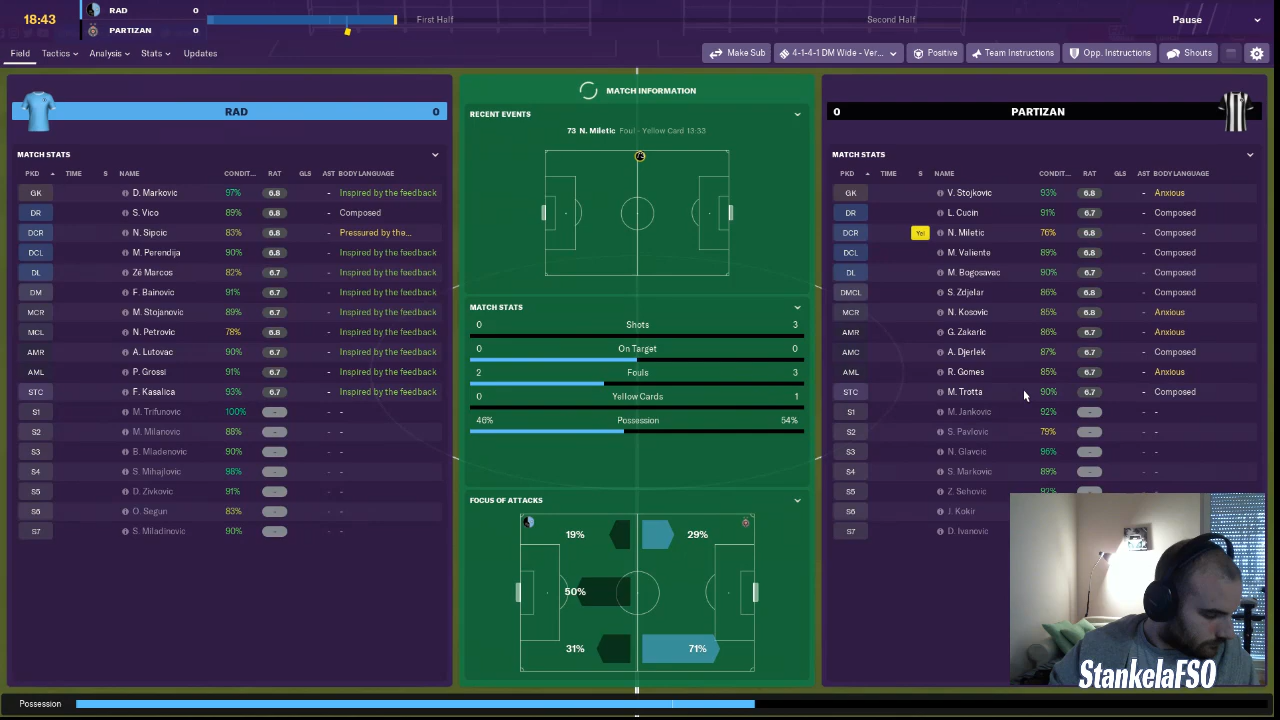 18:43 RAD 0 First Half Second Half Pause
PARTIZAN 0
Field Tactics Analysis Stats Updates Make Sub 4-1-4-1 DM Wide - Ver... Positive Team Instructions Opp. Instructions Shouts
RAD 0
MATCH STATS
PKD TIME S NAME CONDIT... RAT GLS AST BODY LANGUAGE
GK D. Markovic 97% 6.8 - Inspired by the feedback
DR S. Vico 89% 6.8 - Composed
DCR N. Sipcic 83% 6.8 - Pressured by the...
DCL M. Perendija 90% 6.8 - Inspired by the feedback
DL Zé Marcos 82% 6.7 - Inspired by the feedback
DM F. Bainovic 91% 6.7 - Inspired by the feedback
MCR M. Stojanovic 89% 6.7 - Inspired by the feedback
MCL N. Petrovic 78% 6.8 - Inspired by the feedback
AMR A. Lutovac 90% 6.7 - Inspired by the feedback
AML P. Grossi 91% 6.7 - Inspired by the feedback
STC F. Kasalica 93% 6.7 - Inspired by the feedback
S1 M. Trifunovic 100% - - -
S2 M. Milanovic 88% - - -
S3 B. Mladenovic 90% - - -
S4 S. Mihajlovic 98% - - -
S5 D. Zivkovic 91% - - -
S6 O. Segun 83% - - -
S7 S. Miladinovic 90% - - -
MATCH INFORMATION
RECENT EVENTS
73 N. Miletic Foul - Yellow Card 13:33
MATCH STATS
0 Shots 3
0 On Target 0
2 Fouls 3
0 Yellow Cards 1
46% Possession 54%
FOCUS OF ATTACKS
19% 29%
50%
31% 71%
0 PARTIZAN
MATCH STATS
PKD TIME S NAME CONDIT... RAT GLS AST BODY LANGUAGE
GK V. Stojkovic 93% 6.8 - Anxious
DR L. Cucin 91% 6.7 - Composed
DCR Yel N. Miletic 76% 6.8 - Composed
DCL M. Valiente 89% 6.8 - Composed
DL M. Bogosavac 90% 6.8 - Composed
DMCL S. Zdjelar 86% 6.8 - Composed
MCR N. Kosovic 85% 6.8 - Anxious
AMR G. Zakaric 86% 6.7 - Anxious
AMC A. Djerlek 87% 6.7 - Composed
AML R. Gomes 85% 6.7 - Anxious
STC M. Trotta 90% 6.7 - Composed
S1 M. Jankovic 92% - - -
S2 S. Pavlovic 79% - - -
S3 N. Glavcic 96% - - -
S4 S. Markovic 89% - - -
S5 Z. Sehovic - - -
S6 J. Kokir
S7 D. Ivanovic
StankelaFSO
Possession